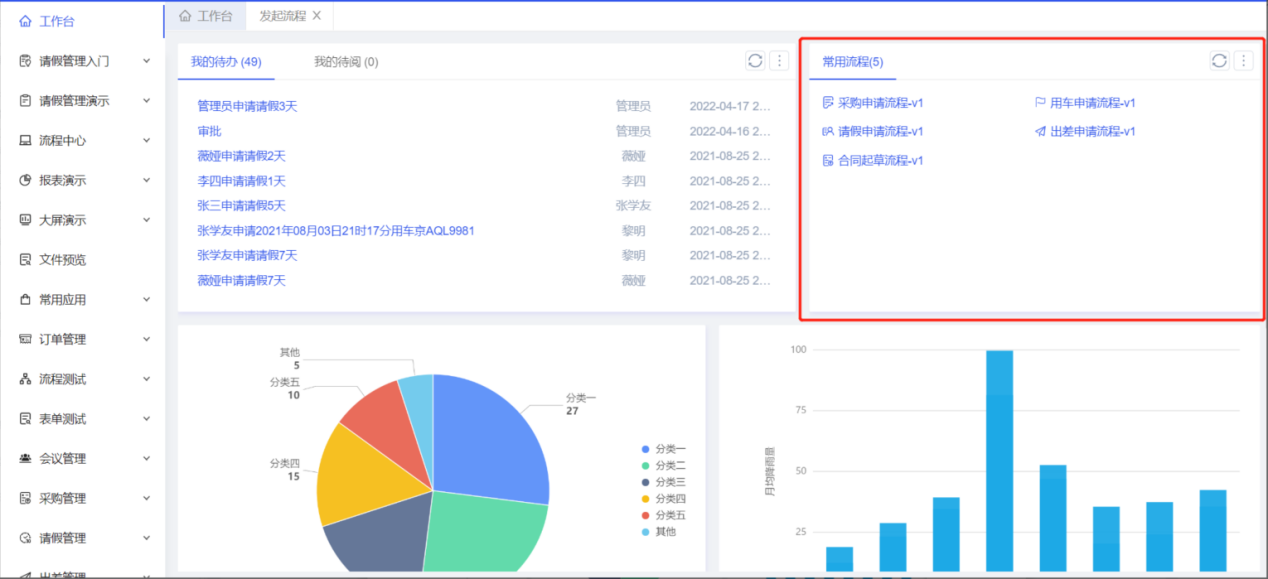 工作台
请假管理入门
请假管理演示
流程中心
报表演示
大屏演示
文件预览
常用应用
订单管理
流程测试
表单测试
会议管理
采购管理
请假管理
出差管理
工作台
发起流程
我的待办 (49)
我的待阅 (0)
管理员申请请假3天 管理员 2022-04-17 2...
审批 管理员 2022-04-16 2...
薇娅申请请假2天 薇娅 2021-08-25 2...
李四申请请假1天 李四 2021-08-25 2...
张三申请请假5天 张学友 2021-08-25 2...
张学友申请2021年08月03日21时17分用车京AQL9981 黎明 2021-08-25 2...
张学友申请请假7天 黎明 2021-08-25 2...
薇娅申请请假7天 薇娅 2021-08-25 2...
常用流程(5)
采购申请流程-v1 用车申请流程-v1
请假申请流程-v1 出差申请流程-v1
合同起草流程-v1
其他
5
分类五
10
分类一
27
分类四
15
分类一
分类二
分类三
分类四
分类五
其他
100
75
50
25
月均降雨量